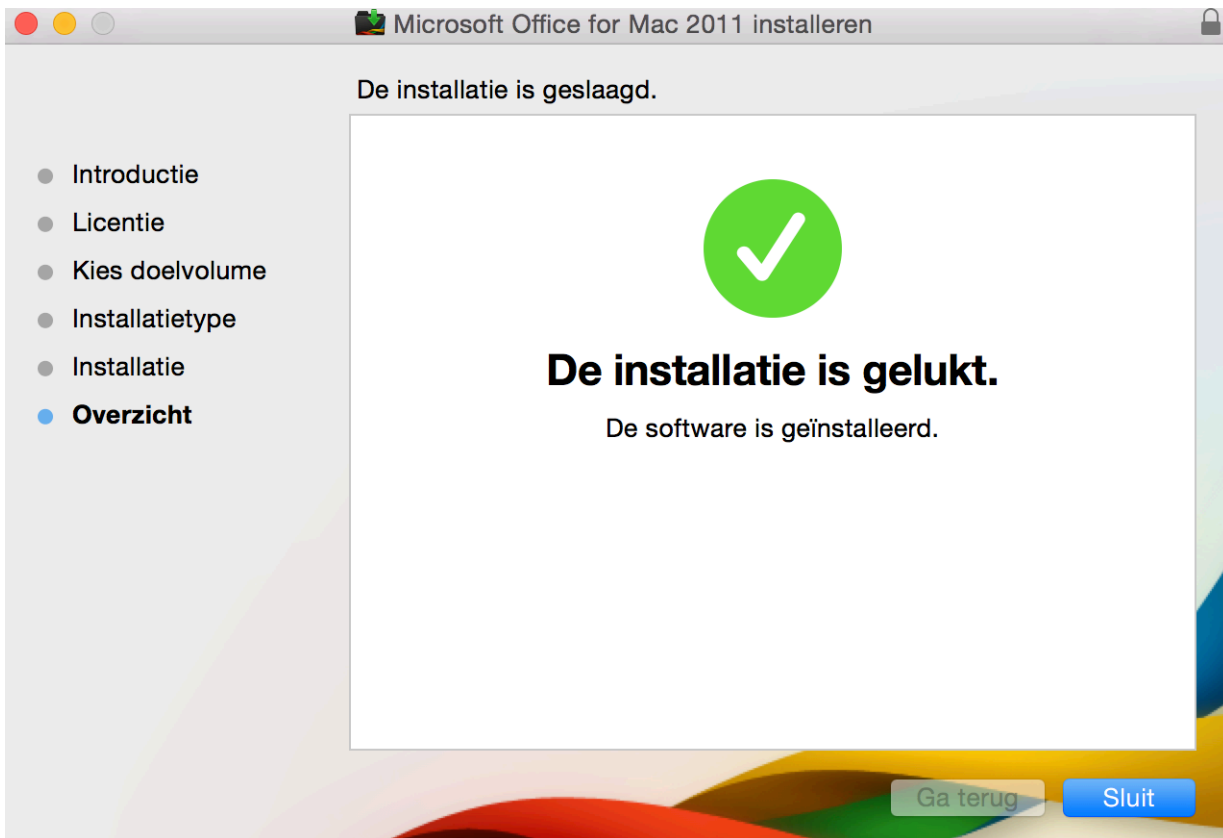 Microsoft Office for Mac 2011 installeren
De installatie is geslaagd.
Introductie
Licentie
Kies doelvolume
Installatietype
Installatie
Overzicht
De installatie is gelukt.
De software is geïnstalleerd.
Ga terug
Sluit